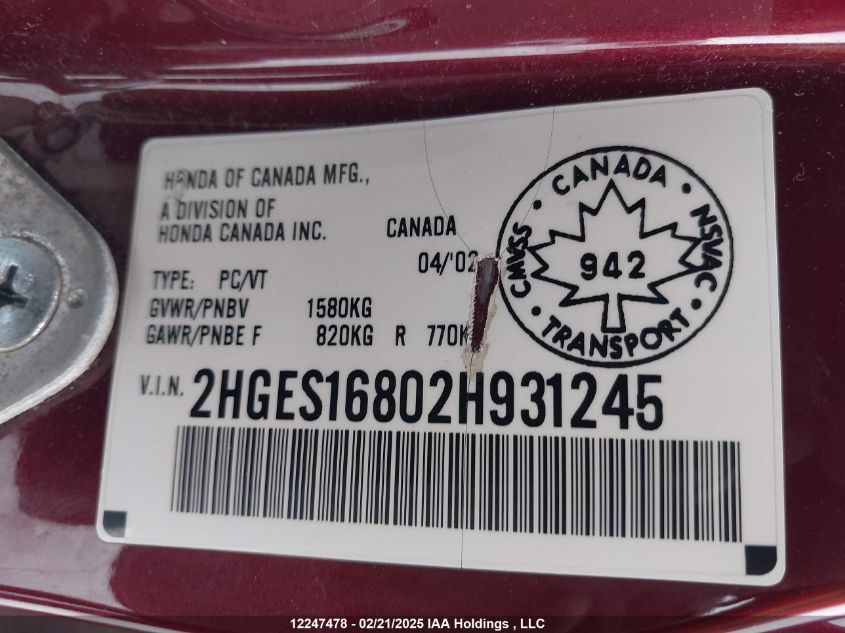 HONDA OF CANADA MFG.,
A DIVISION OF
HONDA CANADA INC.
CANADA
04/'02
TYPE: PC/VT
GVWR/PNBV 1580KG
GAWR/PNBE F 820KG R 770K
CANADA
CMVSS
942
NSVAC
TRANSPORT
V.I.N. 2HGES16802H931245
12247478 - 02/21/2025 IAA Holdings , LLC